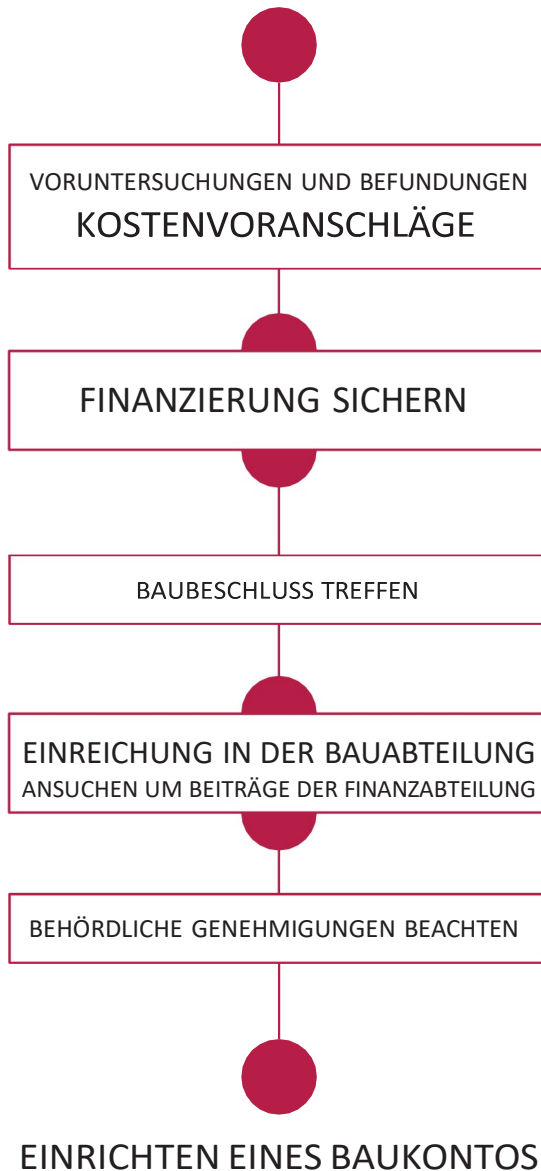 VORUNTERSUCHUNGEN UND BEFUNDUNGEN
KOSTENVORANSCHLÄGE
FINANZIERUNG SICHERN
BAUBESCHLUSS TREFFEN
EINREICHUNG IN DER BAUABTEILUNG
ANSUCHEN UM BEITRÄGE DER FINANZABTEILUNG
BEHÖRDLICHE GENEHMIGUNGEN BEACHTEN
EINRICHTEN EINES BAUKONTOS